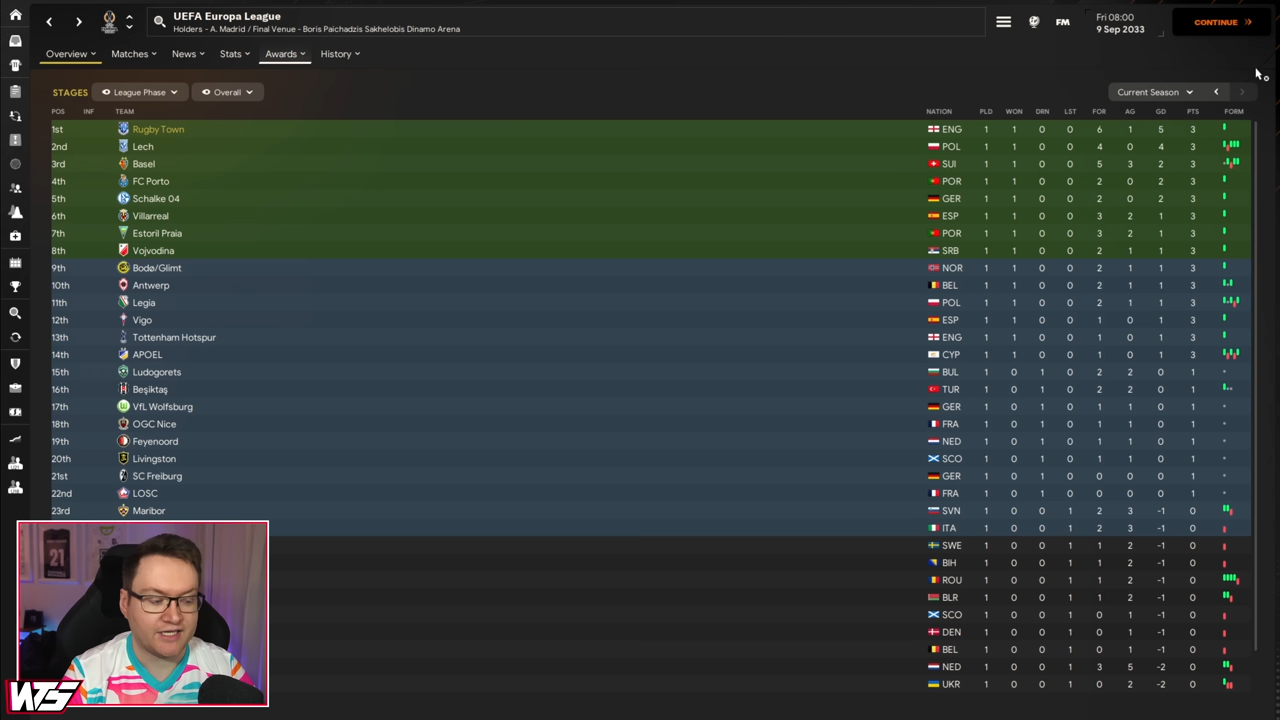 UEFA Europa League
Holders - A. Madrid / Final Venue - Boris Paichadzis Sakhelobis Dinamo Arena
FM
Fri 08:00
9 Sep 2033
CONTINUE
Overview Matches News Stats Awards History
STAGES League Phase Overall Current Season
POS INF TEAM NATION PLD WON DRN LST FOR AG GD PTS FORM
1st Rugby Town ENG 1 1 0 0 6 1 5 3
2nd Lech POL 1 1 0 0 4 0 4 3
3rd Basel SUI 1 1 0 0 5 3 2 3
4th FC Porto POR 1 1 0 0 2 0 2 3
5th Schalke 04 GER 1 1 0 0 2 0 2 3
6th Villarreal ESP 1 1 0 0 3 2 1 3
7th Estoril Praia POR 1 1 0 0 3 2 1 3
8th Vojvodina SRB 1 1 0 0 2 1 1 3
9th Bodø/Glimt NOR 1 1 0 0 2 1 1 3
10th Antwerp BEL 1 1 0 0 2 1 1 3
11th Legia POL 1 1 0 0 2 1 1 3
12th Vigo ESP 1 1 0 0 1 0 1 3
13th Tottenham Hotspur ENG 1 1 0 0 1 0 1 3
14th APOEL CYP 1 1 0 0 1 0 1 3
15th Ludogorets BUL 1 0 1 0 2 2 0 1
16th Beşiktaş TUR 1 0 1 0 2 2 0 1
17th VfL Wolfsburg GER 1 0 1 0 1 1 0 1
18th OGC Nice FRA 1 0 1 0 1 1 0 1
19th Feyenoord NED 1 0 1 0 1 1 0 1
20th Livingston SCO 1 0 1 0 1 1 0 1
21st SC Freiburg GER 1 0 1 0 0 0 0 1
22nd LOSC FRA 1 0 1 0 0 0 0 1
23rd Maribor SVN 1 0 0 1 2 3 -1 0
ITA 1 0 0 1 2 3 -1 0
SWE 1 0 0 1 1 2 -1 0
BIH 1 0 0 1 1 2 -1 0
ROU 1 0 0 1 1 2 -1 0
BLR 1 0 0 1 1 2 -1 0
SCO 1 0 0 1 0 1 -1 0
DEN 1 0 0 1 0 1 -1 0
BEL 1 0 0 1 0 1 -1 0
NED 1 0 0 1 3 5 -2 0
UKR 1 0 0 1 0 2 -2 0
21
WTS